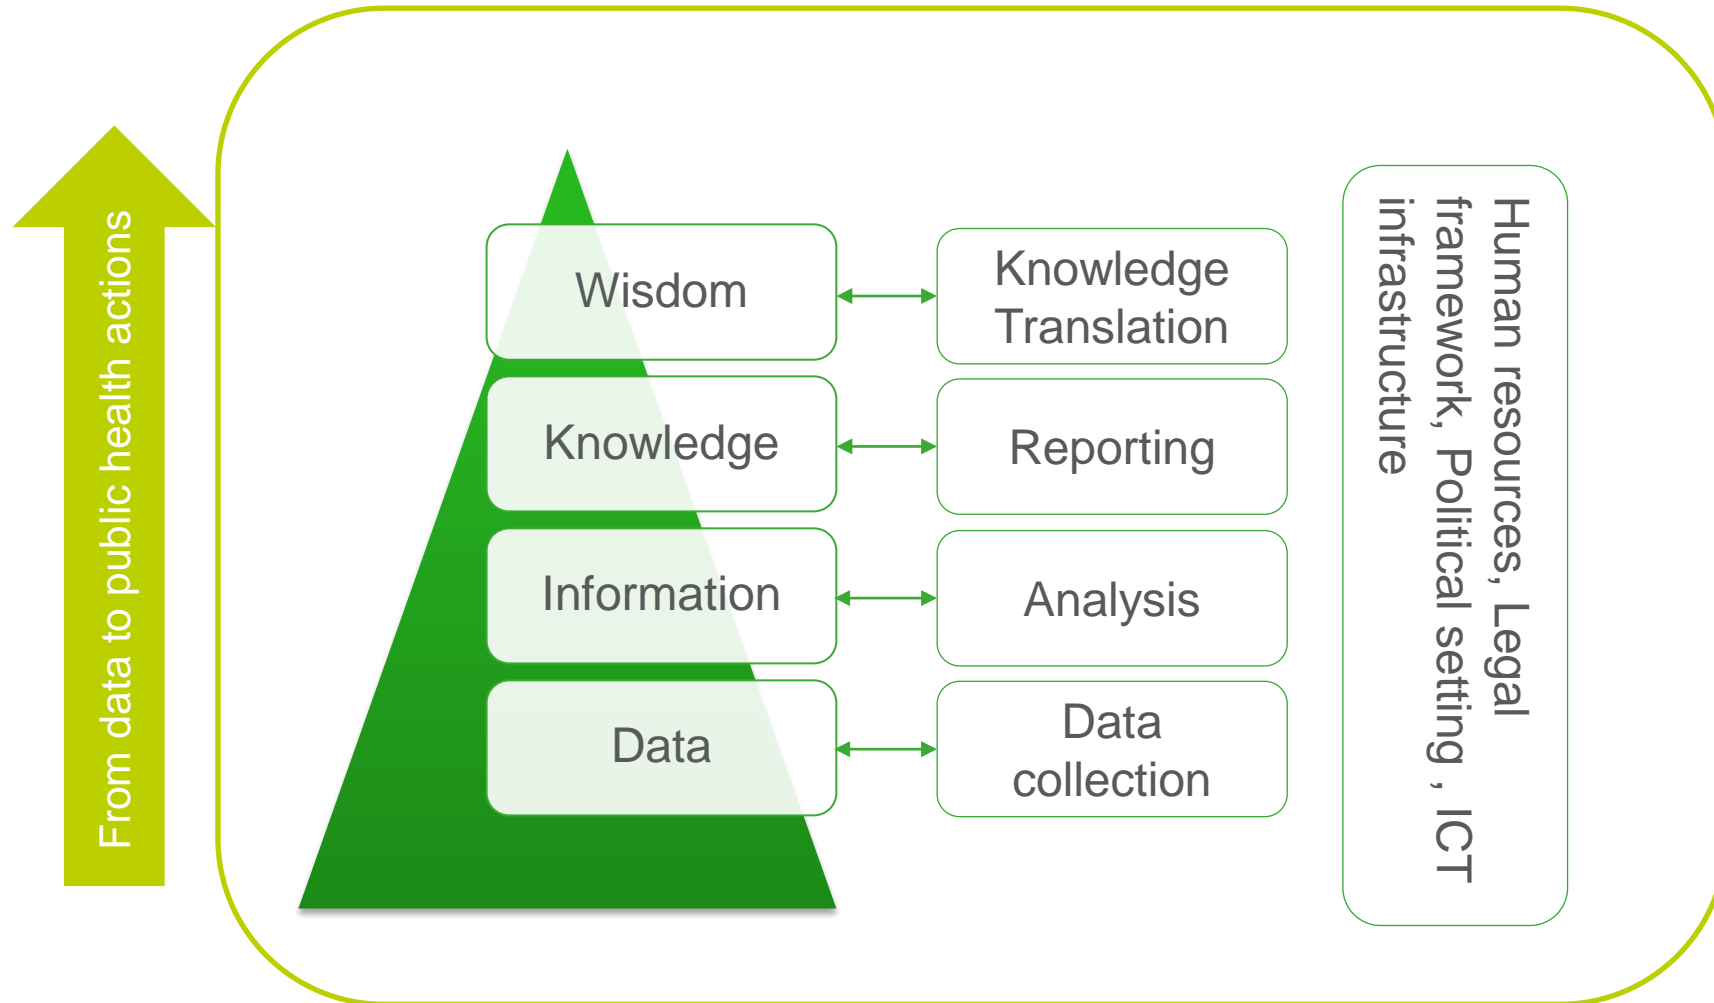 From data to public health actions
Wisdom
Knowledge
Translation
Knowledge
Reporting
Information
Analysis
Data
Data
collection
Human resources, Legal
framework, Political setting , ICT
infrastructure